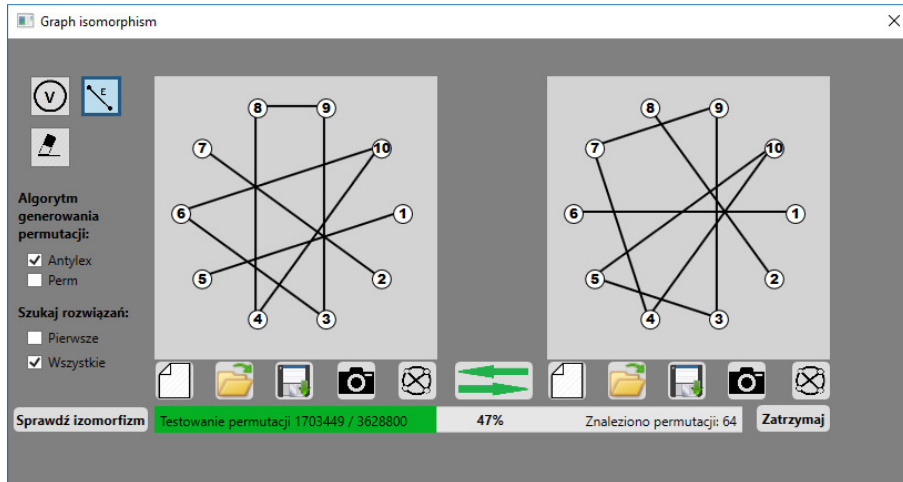 Graph isomorphism
V
E
8 9
7 10
6 1
5 2
4 3
8 9
7 10
6 1
5 2
4 3
Algorytm
generowania
permutacji:
Antylex
Perm
Szukaj rozwiązań:
Pierwsze
Wszystkie
Sprawdź izomorfizm
Testowanie permutacji 1703449 / 3628800
47%
Znaleziono permutacji: 64
Zatrzymaj